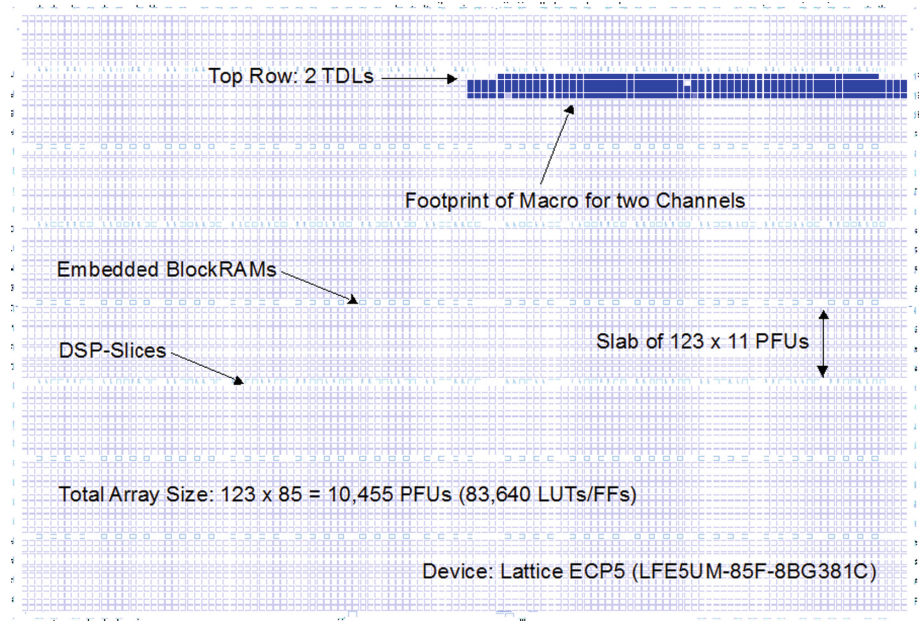 Top Row: 2 TDLs
Footprint of Macro for two Channels
Embedded BlockRAMs
Slab of 123 x 11 PFUs
DSP-Slices
Total Array Size: 123 x 85 = 10,455 PFUs (83,640 LUTs/FFs)
Device: Lattice ECP5 (LFE5UM-85F-8BG381C)